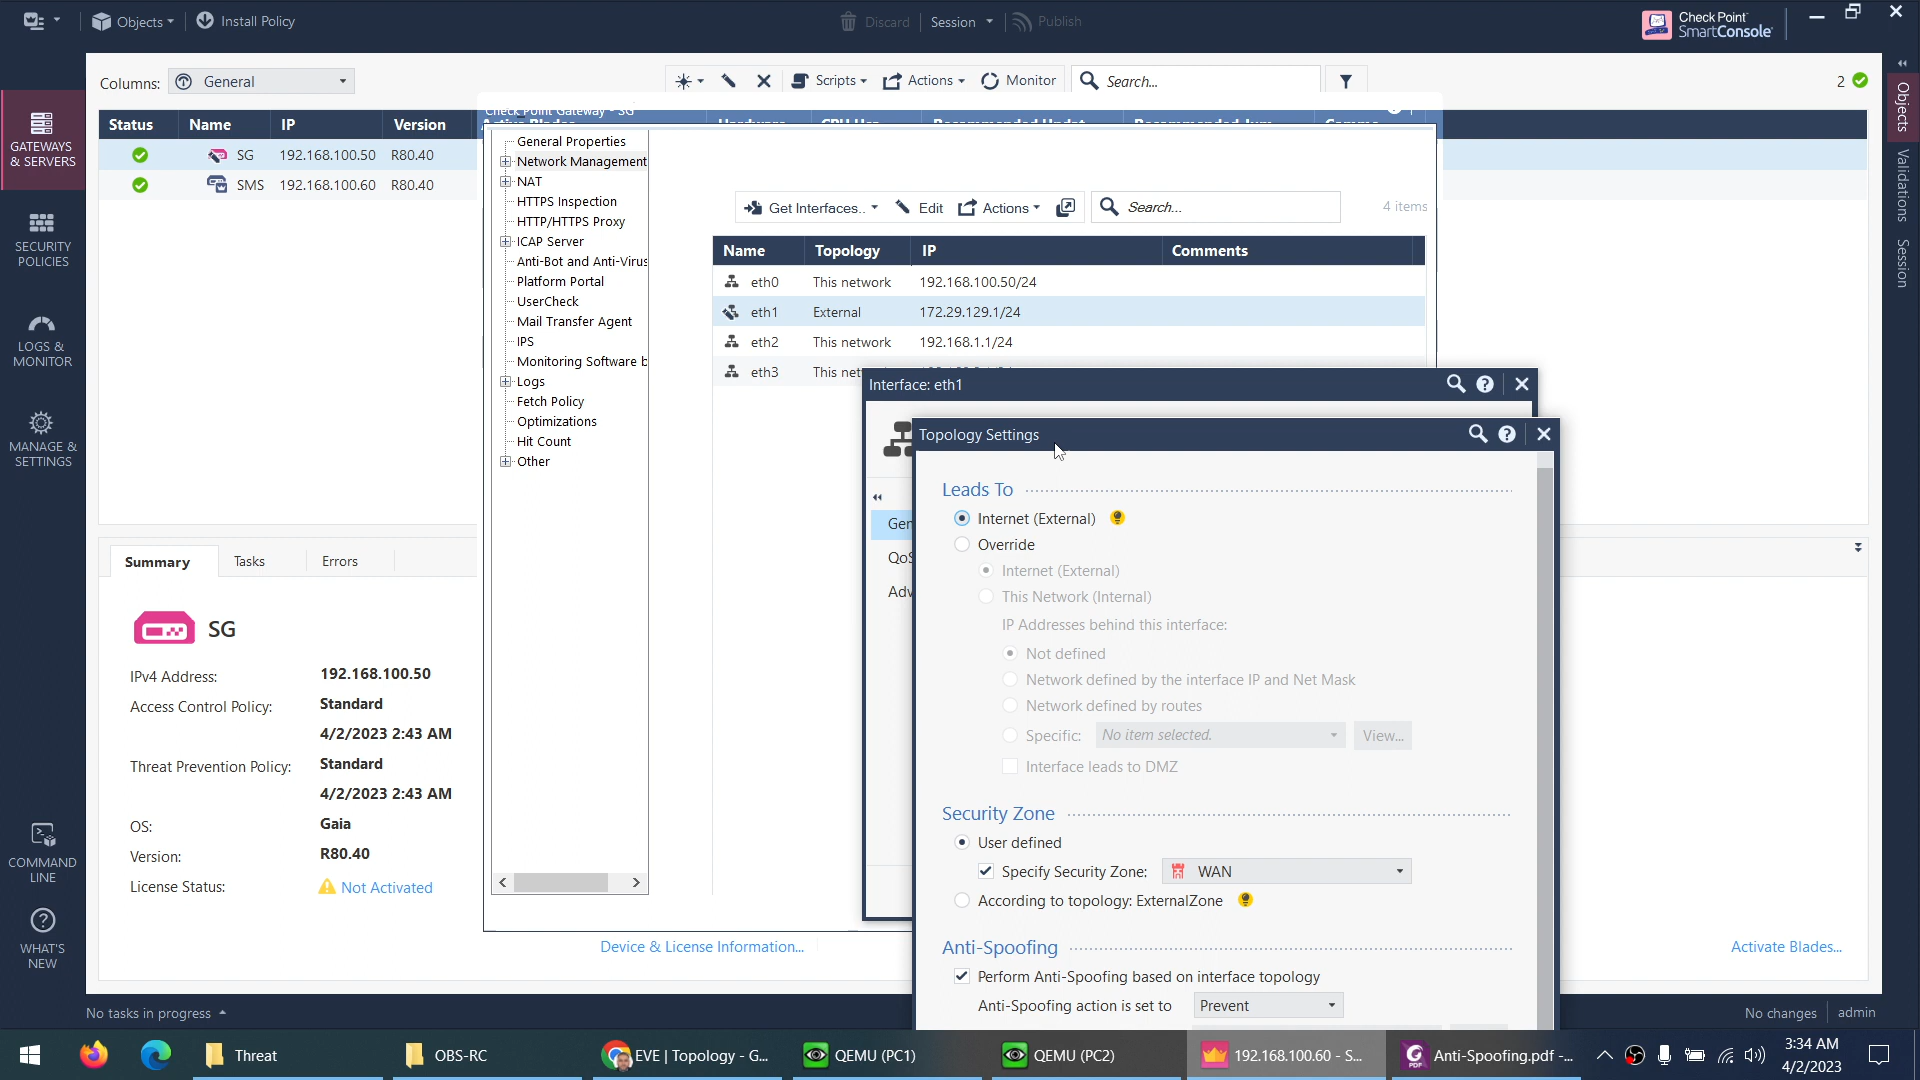 Objects
Install Policy
Discard
Session
Publish
Check Point
SmartConsole
Columns:
General
Scripts
Actions
Monitor
Search...
2
Status
Name
IP
Version
SG
192.168.100.50
R80.40
SMS
192.168.100.60
R80.40
GATEWAYS
& SERVERS
SECURITY
POLICIES
LOGS &
MONITOR
MANAGE &
SETTINGS
COMMAND
LINE
WHAT'S
NEW
Objects
Validations
Session
Check Point Gateway - SG
General Properties
Network Management
NAT
HTTPS Inspection
HTTP/HTTPS Proxy
ICAP Server
Anti-Bot and Anti-Virus
Platform Portal
UserCheck
Mail Transfer Agent
IPS
Monitoring Software b
Logs
Fetch Policy
Optimizations
Hit Count
Other
Get Interfaces..
Edit
Actions
Search...
4 items
Name
Topology
IP
Comments
eth0
This network
192.168.100.50/24
eth1
External
172.29.129.1/24
eth2
This network
192.168.1.1/24
eth3
This net
Interface: eth1
Gen
QoS
Adv
Topology Settings
Leads To
Internet (External)
Override
Internet (External)
This Network (Internal)
IP Addresses behind this interface:
Not defined
Network defined by the interface IP and Net Mask
Network defined by routes
Specific:
No item selected.
View...
Interface leads to DMZ
Security Zone
User defined
Specify Security Zone:
WAN
According to topology: ExternalZone
Anti-Spoofing
Perform Anti-Spoofing based on interface topology
Anti-Spoofing action is set to
Prevent
Summary
Tasks
Errors
SG
IPv4 Address:
192.168.100.50
Access Control Policy:
Standard
4/2/2023 2:43 AM
Threat Prevention Policy:
Standard
4/2/2023 2:43 AM
OS:
Gaia
Version:
R80.40
License Status:
Not Activated
Device & License Information...
Activate Blades...
No tasks in progress
No changes
admin
Threat
OBS-RC
EVE | Topology - G...
QEMU (PC1)
QEMU (PC2)
192.168.100.60 - S...
Anti-Spoofing.pdf -...
3:34 AM
4/2/2023